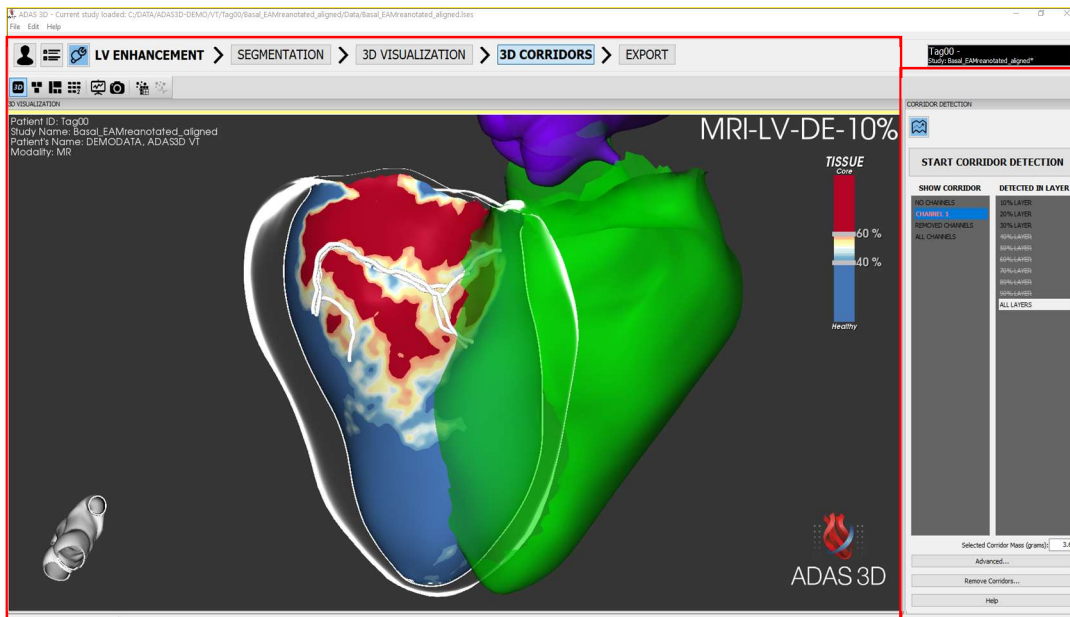 ADAS 3D - Current study loaded: C:/DATA/ADAS3D-DEMO/VT/Tag00/Basal_EAMreanotated_aligned/Data/Basal_EAMreanotated_aligned.lses
File Edit Help
LV ENHANCEMENT
SEGMENTATION
3D VISUALIZATION
3D CORRIDORS
EXPORT
Tag00 -
Study: Basal_EAMreanotated_aligned*
3D
3D VISUALIZATION
CORRIDOR DETECTION
Patient ID: Tag00
Study Name: Basal_EAMreanotated_aligned
Patient's Name: DEMODATA, ADAS3D VT
Modality: MR
MRI-LV-DE-10%
TISSUE
Core
60 %
40 %
Healthy
ADAS 3D
START CORRIDOR DETECTION
SHOW CORRIDOR
NO CHANNELS
CHANNEL 1
REMOVED CHANNELS
ALL CHANNELS
DETECTED IN LAYER
10% LAYER
20% LAYER
30% LAYER
40% LAYER
50% LAYER
60% LAYER
70% LAYER
80% LAYER
90% LAYER
ALL LAYERS
Selected Corridor Mass (grams):
Advanced...
Remove Corridors...
Help